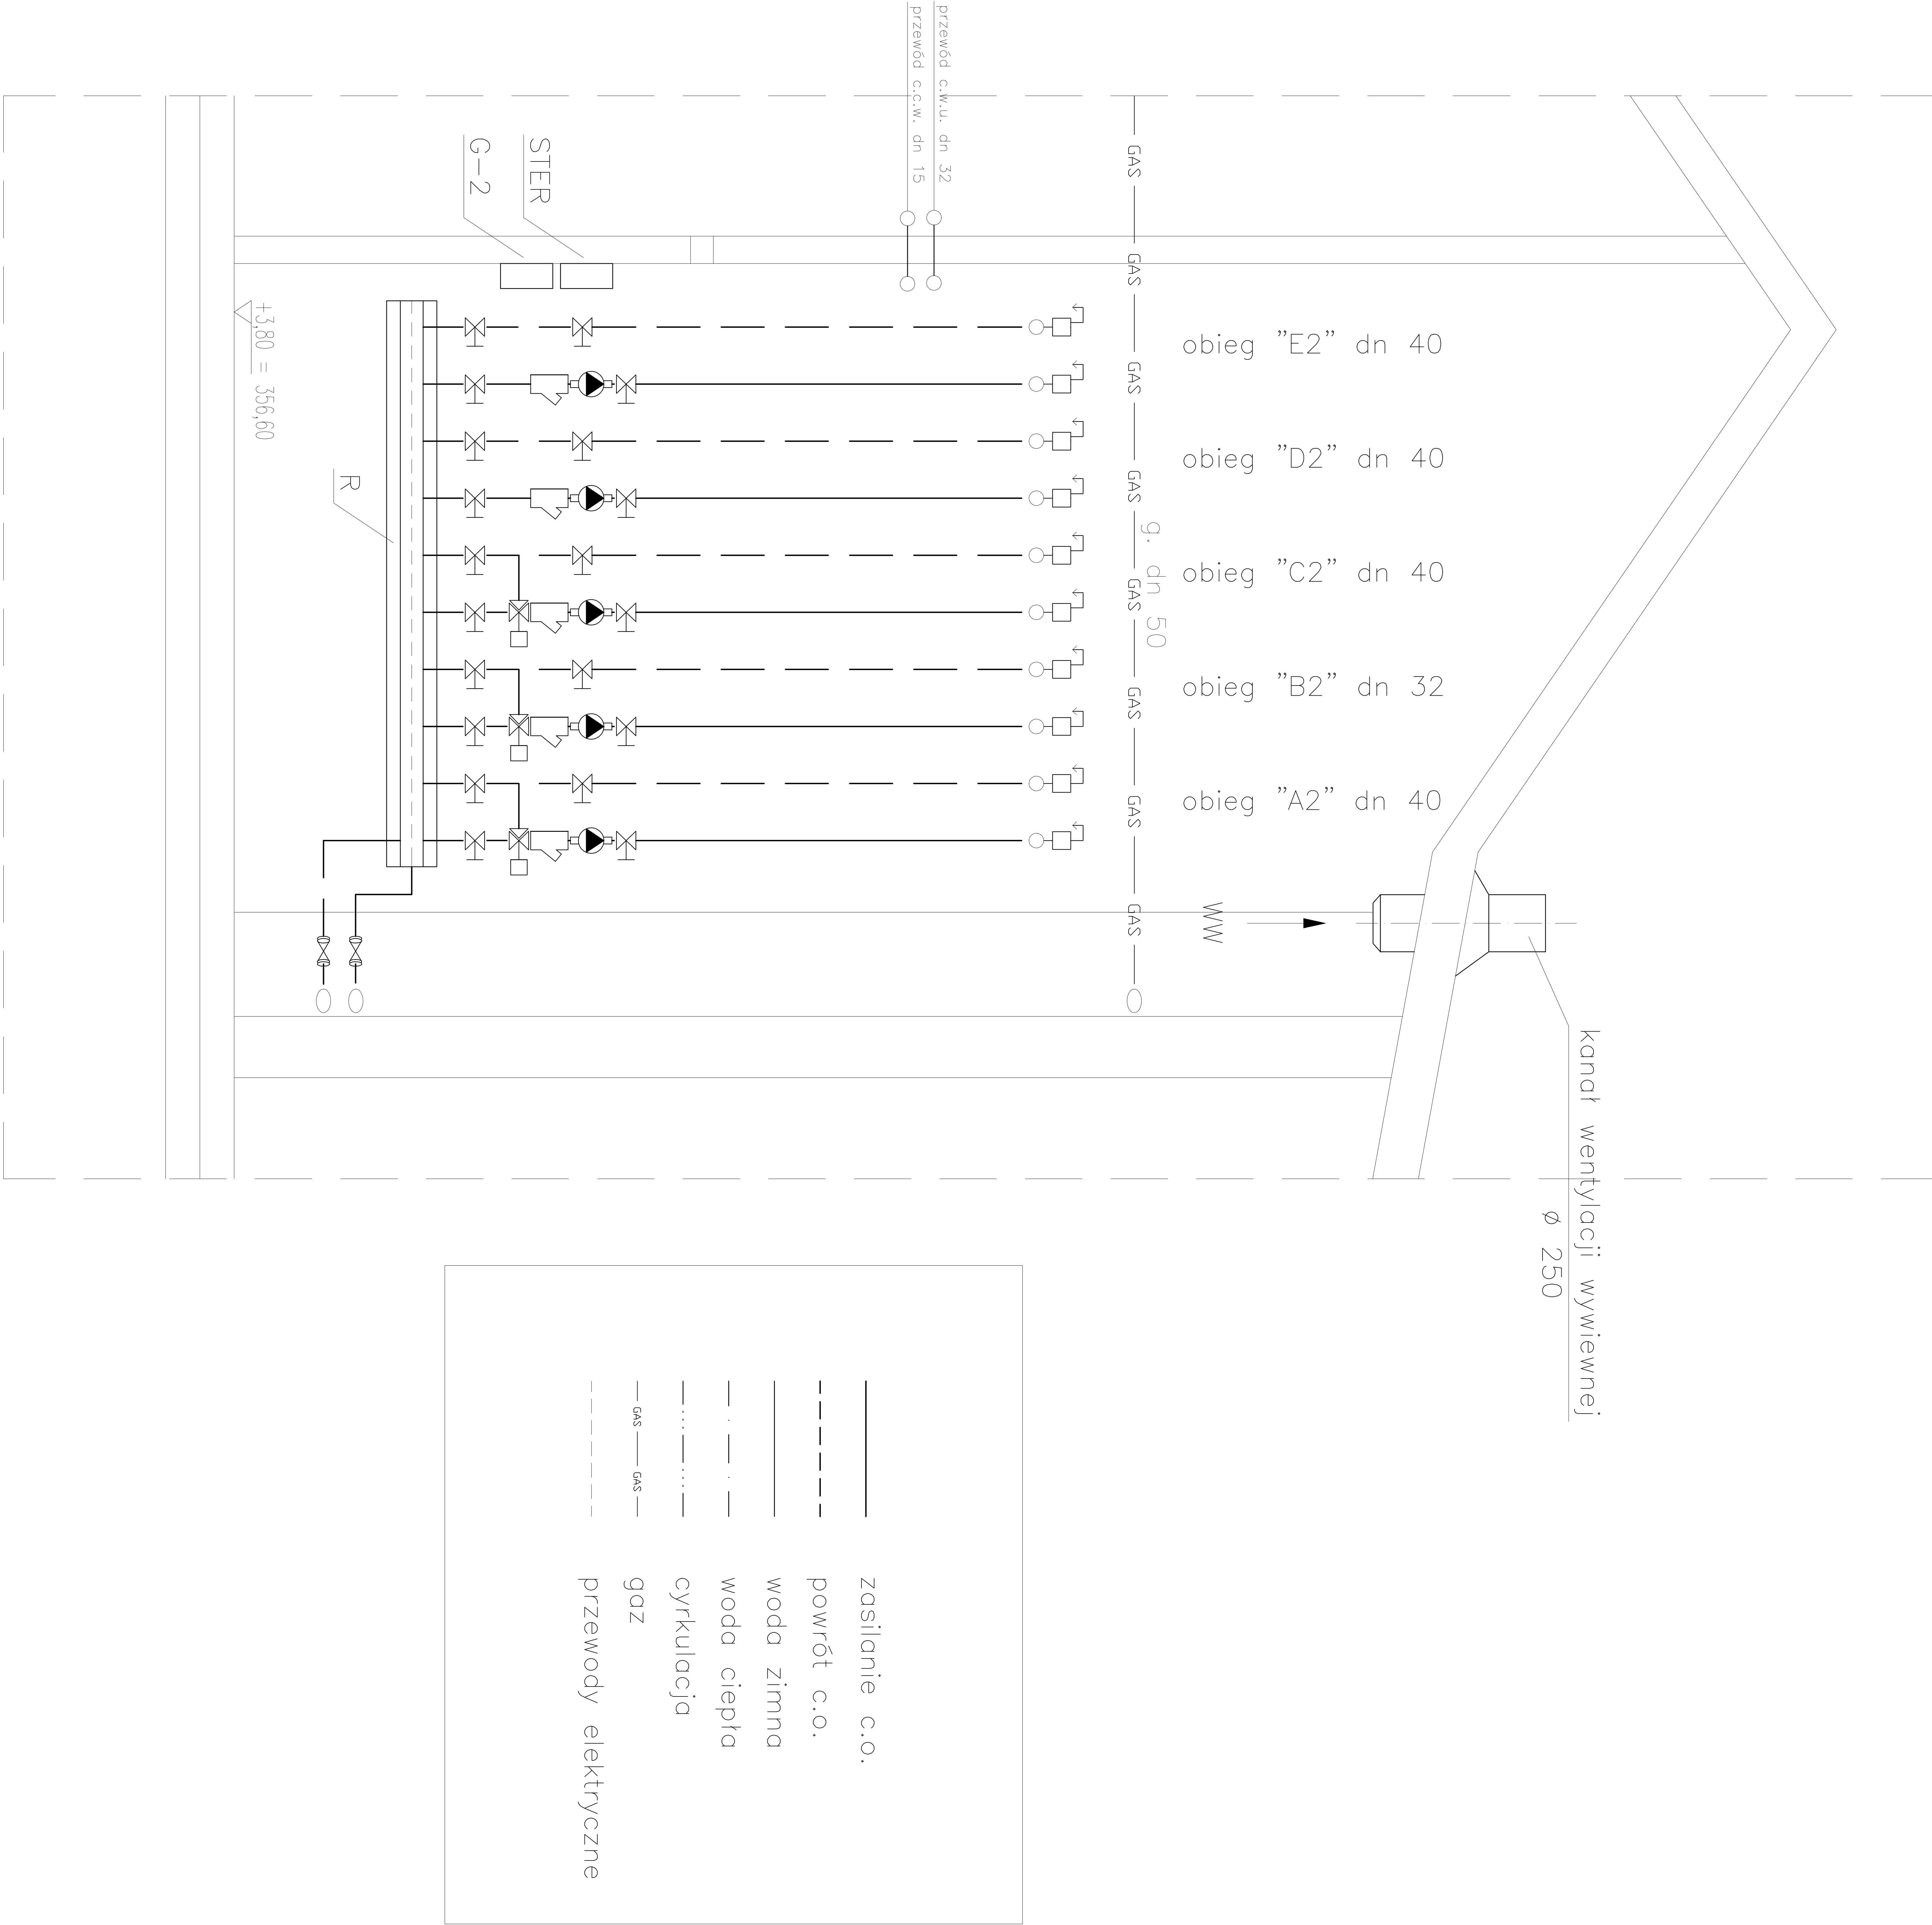 przewód c.w.u. dn 32
przewód c.c.w. dn 15
STER
G-2
+3,80 = 356,60
R
GAS
GAS
GAS
GAS
GAS
GAS
GAS
GAS
g. dn 50
obieg "E2" dn 40
obieg "D2" dn 40
obieg "C2" dn 40
obieg "B2" dn 32
obieg "A2" dn 40
WW
kanał wentylacji wywiewnej
ø 250
zasilanie c.o.
powrót c.o.
woda zimna
woda ciepła
cyrkulacja
GAS GAS
gaz
przewody elektryczne